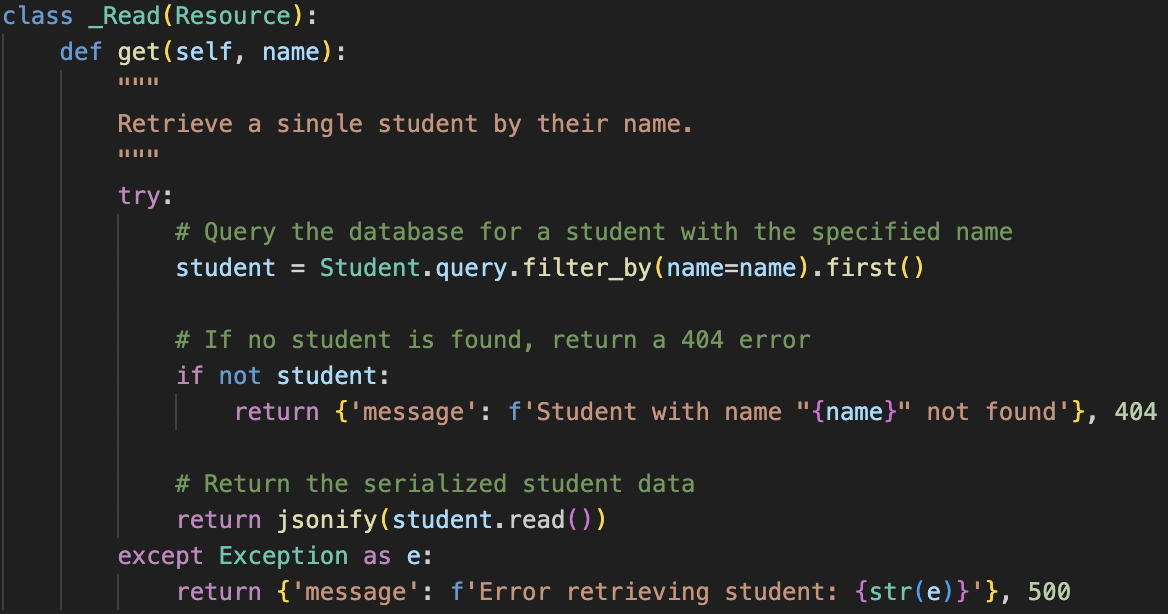 class _Read(Resource):
    def get(self, name):
        """
        Retrieve a single student by their name.
        """
        try:
            # Query the database for a student with the specified name
            student = Student.query.filter_by(name=name).first()

            # If no student is found, return a 404 error
            if not student:
                return {'message': f'Student with name "{name}" not found'}, 404

            # Return the serialized student data
            return jsonify(student.read())
        except Exception as e:
            return {'message': f'Error retrieving student: {str(e)}'}, 500